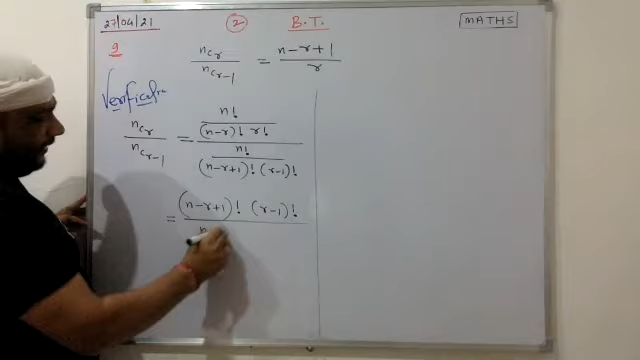 27/04/21 ② B.T. MATHS
9
ⁿCᵣ / ⁿCᵣ₋₁ = (n-r+1) / r
Verification
ⁿCᵣ / ⁿCᵣ₋₁ = (n! / (n-r)! r!) / (n! / (n-r+1)! (r-1)!)
= (n-r+1)! (r-1)!